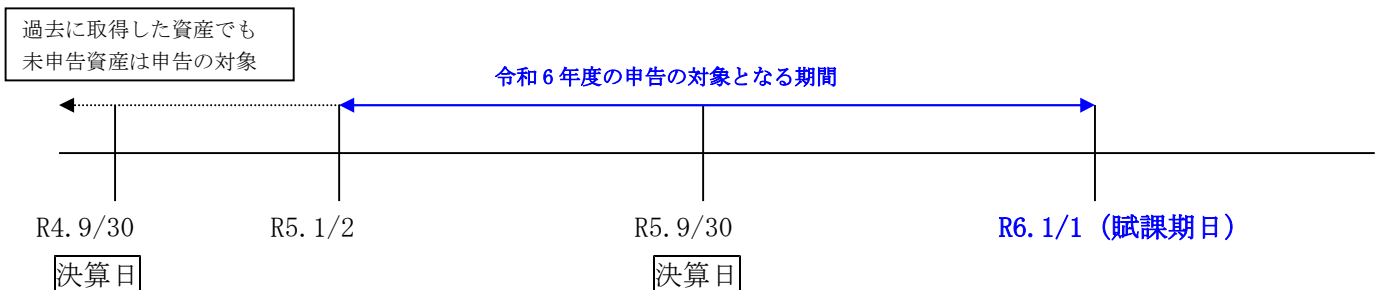 過去に取得した資産でも
未申告資産は申告の対象
令和6年度の申告の対象となる期間
R4.9/30
R5.1/2
R5.9/30
R6.1/1（賦課期日）
決算日
決算日